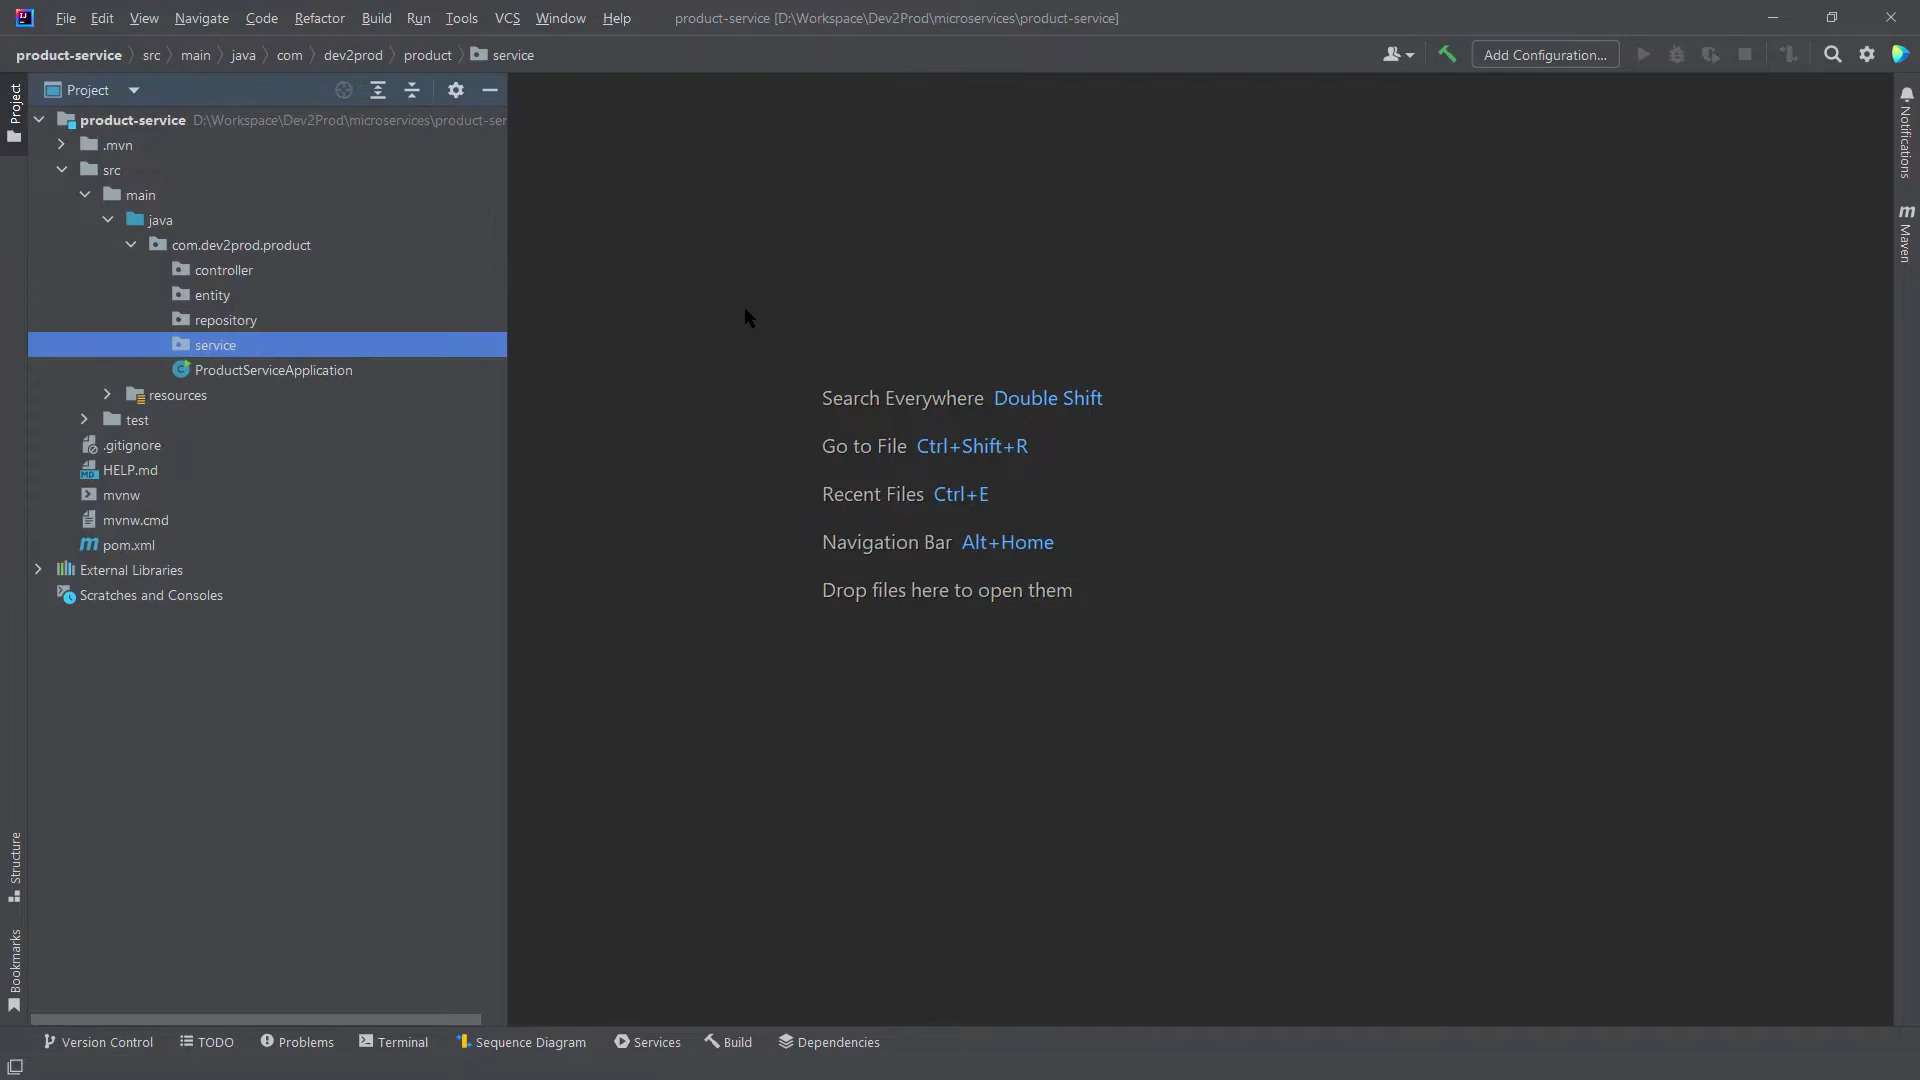 File Edit View Navigate Code Refactor Build Run Tools VCS Window Help product-service [D:\Workspace\Dev2Prod\microservices\product-service]
product-service src main java com dev2prod product service Add Configuration...
Project
Project
product-service D:\Workspace\Dev2Prod\microservices\product-ser
.mvn
src
main
java
com.dev2prod.product
controller
entity
repository
service
ProductServiceApplication
resources
test
.gitignore
HELP.md
mvnw
mvnw.cmd
pom.xml
External Libraries
Scratches and Consoles
Search Everywhere Double Shift
Go to File Ctrl+Shift+R
Recent Files Ctrl+E
Navigation Bar Alt+Home
Drop files here to open them
Notifications
Maven
Structure
Bookmarks
Version Control TODO Problems Terminal Sequence Diagram Services Build Dependencies